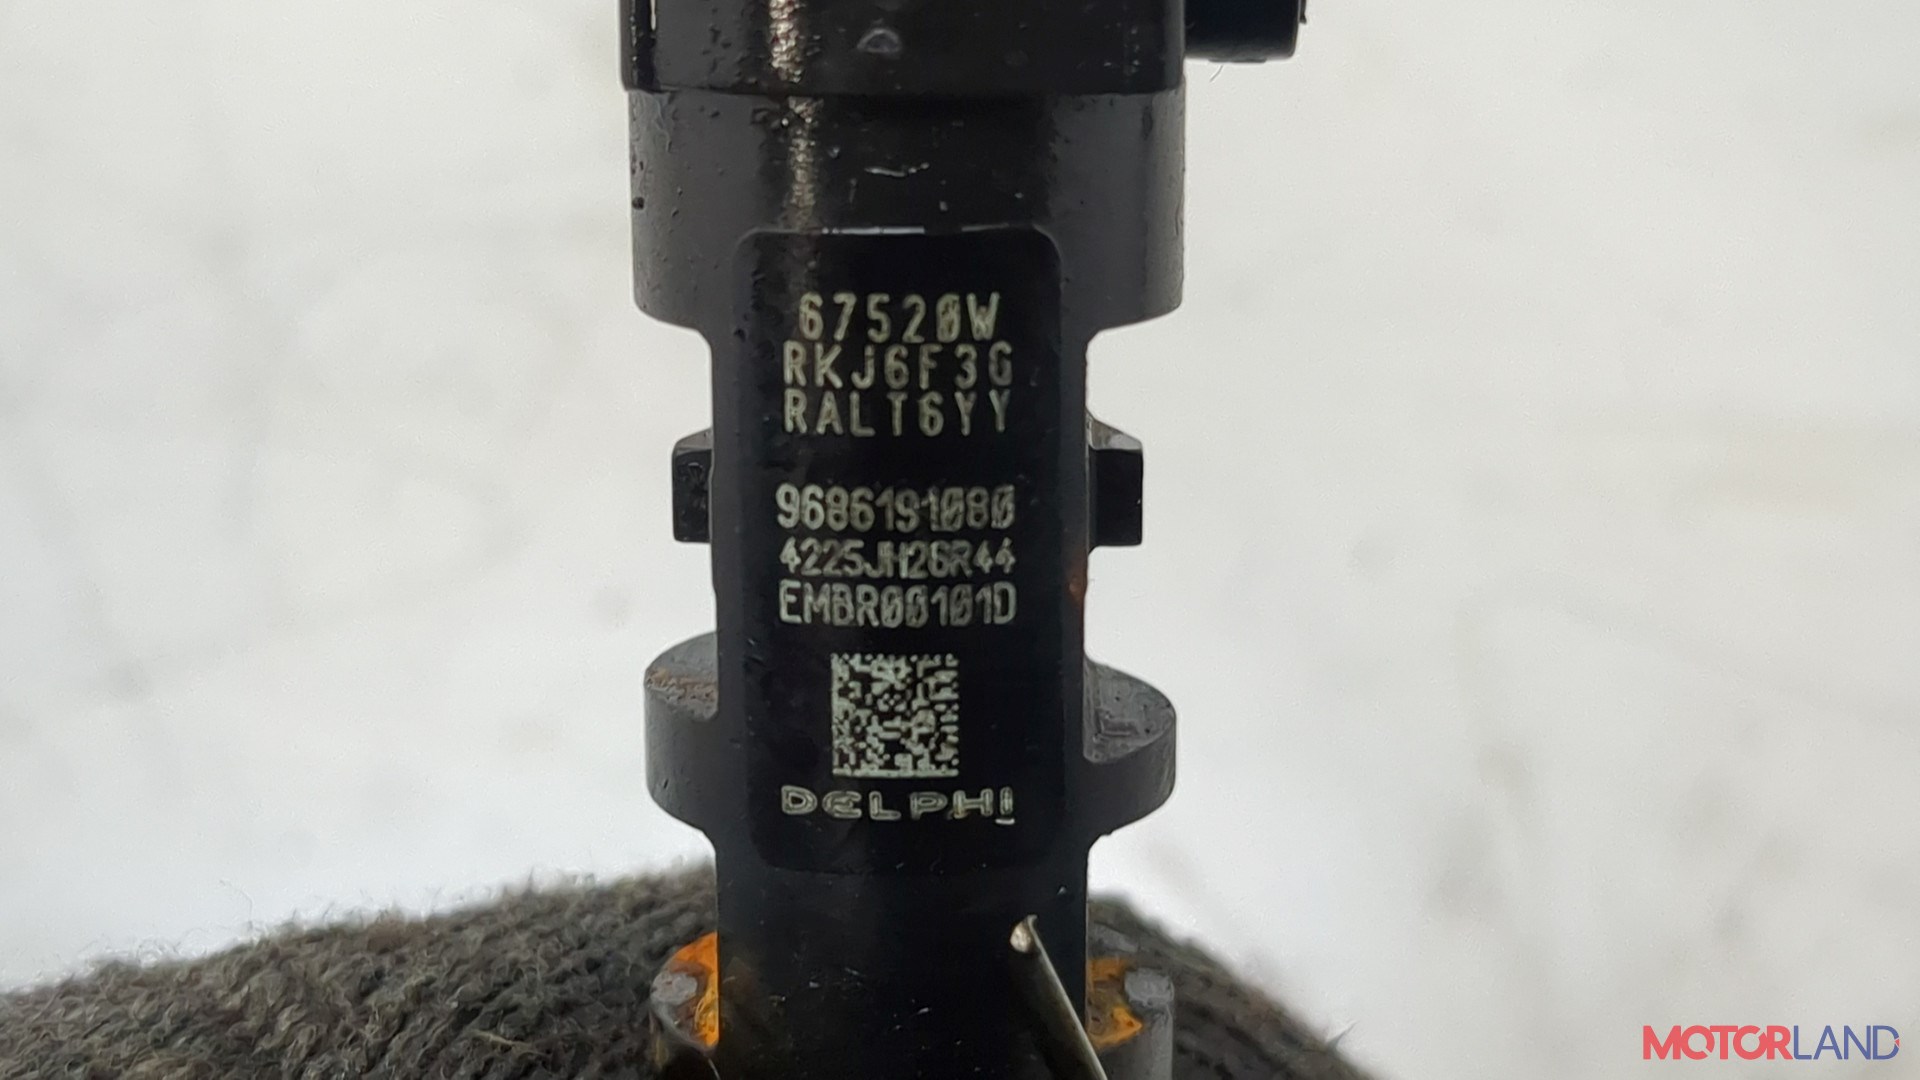 67520W
RKJ6F3G
RALT6YY
9686191080
4225JH26R44
EMBR00101D
DELPHI
MOTORLAND